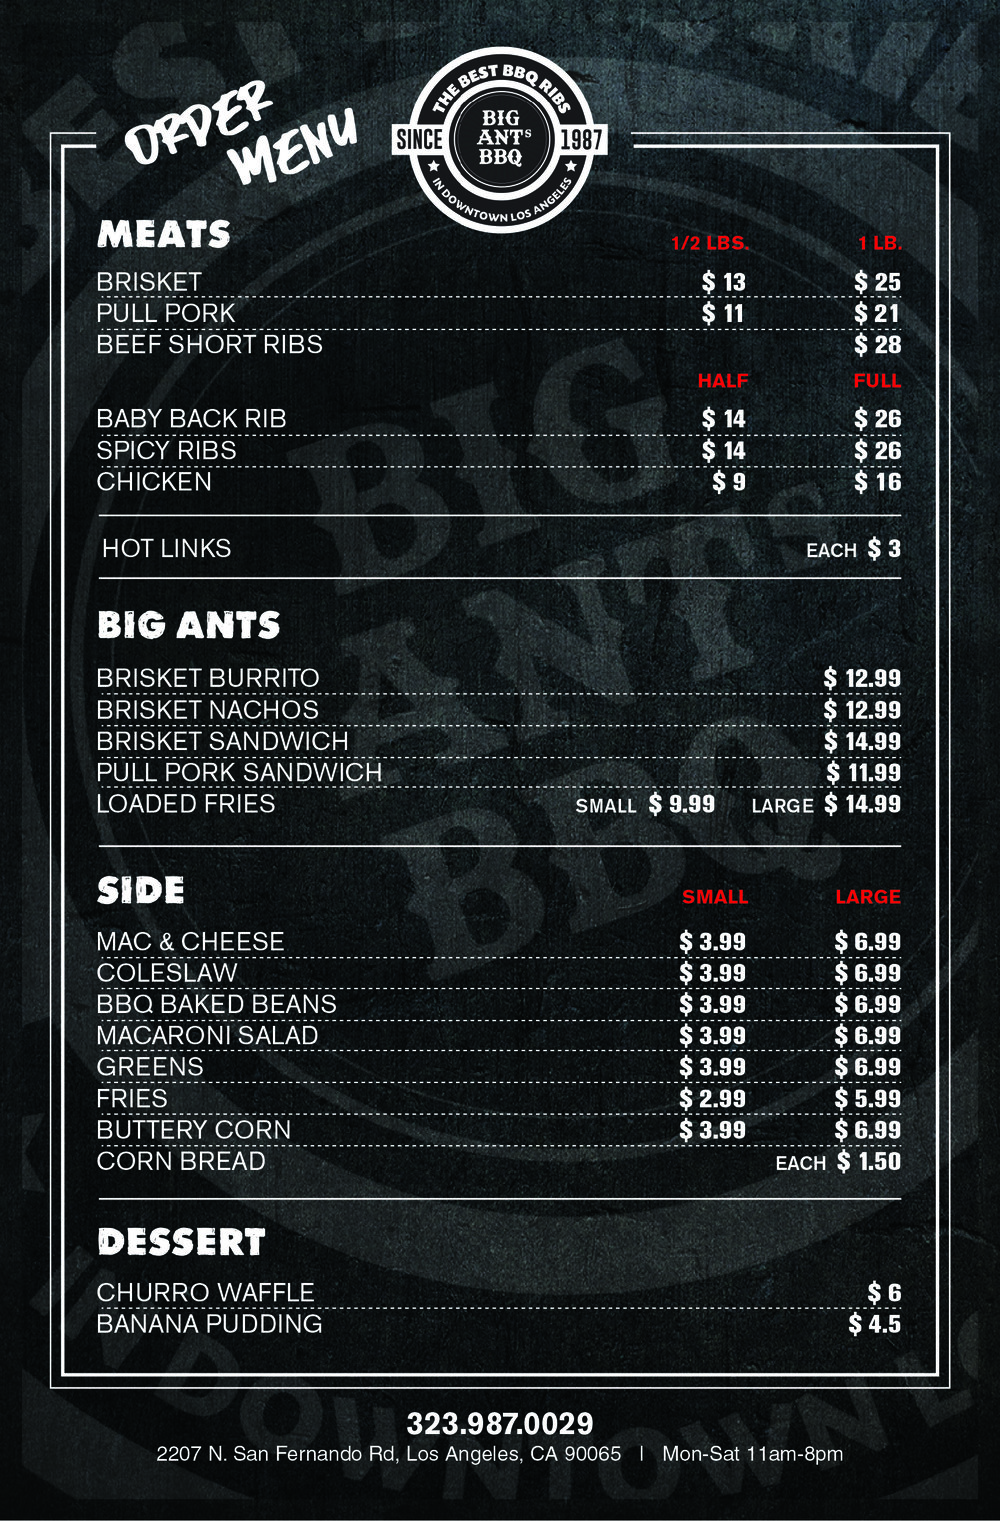 ORDER
MENU
THE BEST BBQ RIBS
SINCE 1987
BIG
ANTS
BBQ
IN DOWNTOWN LOS ANGELES
MEATS 1/2 LBS. 1 LB.
BRISKET $ 13 $ 25
PULL PORK $ 11 $ 21
BEEF SHORT RIBS $ 28
HALF FULL
BABY BACK RIB $ 14 $ 26
SPICY RIBS $ 14 $ 26
CHICKEN $ 9 $ 16
HOT LINKS EACH $ 3
BIG ANTS
BRISKET BURRITO $ 12.99
BRISKET NACHOS $ 12.99
BRISKET SANDWICH $ 14.99
PULL PORK SANDWICH $ 11.99
LOADED FRIES SMALL $ 9.99 LARGE $ 14.99
SIDE SMALL LARGE
MAC & CHEESE $ 3.99 $ 6.99
COLESLAW $ 3.99 $ 6.99
BBQ BAKED BEANS $ 3.99 $ 6.99
MACARONI SALAD $ 3.99 $ 6.99
GREENS $ 3.99 $ 6.99
FRIES $ 2.99 $ 5.99
BUTTERY CORN $ 3.99 $ 6.99
CORN BREAD EACH $ 1.50
DESSERT
CHURRO WAFFLE $ 6
BANANA PUDDING $ 4.5
323.987.0029
2207 N. San Fernando Rd, Los Angeles, CA 90065 | Mon-Sat 11am-8pm